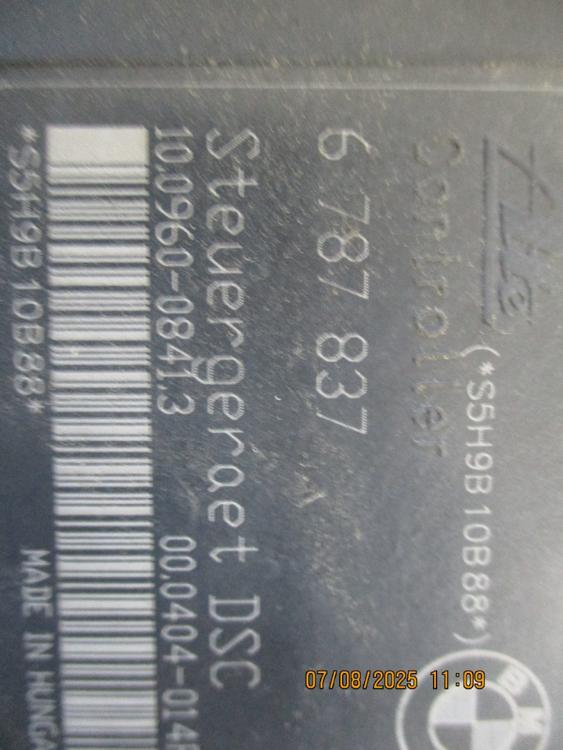 Ate
(*S5H9B10B88*)
Controller
6 787 837
Steuergeraet DSC
10.0960-0841.3 00.0404-014
*S5H9B10B88*
MADE IN HUNGA
07/08/2025 11:09